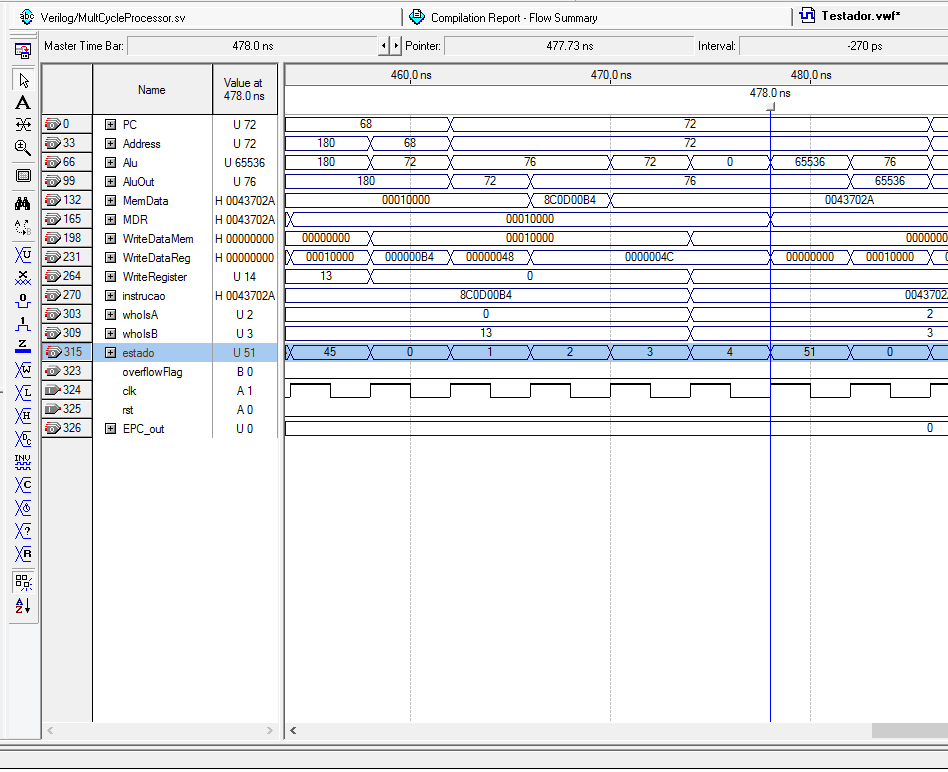 abc Verilog/MultCycleProcessor.sv Compilation Report - Flow Summary Testador.vwf*
Master Time Bar: 478.0 ns Pointer: 477.73 ns Interval: -270 ps
Name Value at 478.0 ns 460.0 ns 470.0 ns 480.0 ns
478.0 ns
0 PC U 72 68 72
33 Address U 72 180 68 72
66 Alu U 65536 180 72 76 72 0 65536 76
99 AluOut U 76 180 72 76 65536
132 MemData H 0043702A 00010000 8C0D00B4 0043702A
165 MDR H 0043702A 00010000
198 WriteDataMem H 00000000 00000000 00010000 0000000
231 WriteDataReg H 00000000 00010000 000000B4 00000048 0000004C 00000000 00010000
264 WriteRegister U 14 13 0
270 instrucao H 0043702A 8C0D00B4 0043702
303 whoIsA U 2 0 2
309 whoIsB U 3 13 3
315 estado U 51 45 0 1 2 3 4 51 0
323 overflowFlag B 0
324 clk A 1
325 rst A 0
326 EPC_out U 0 0